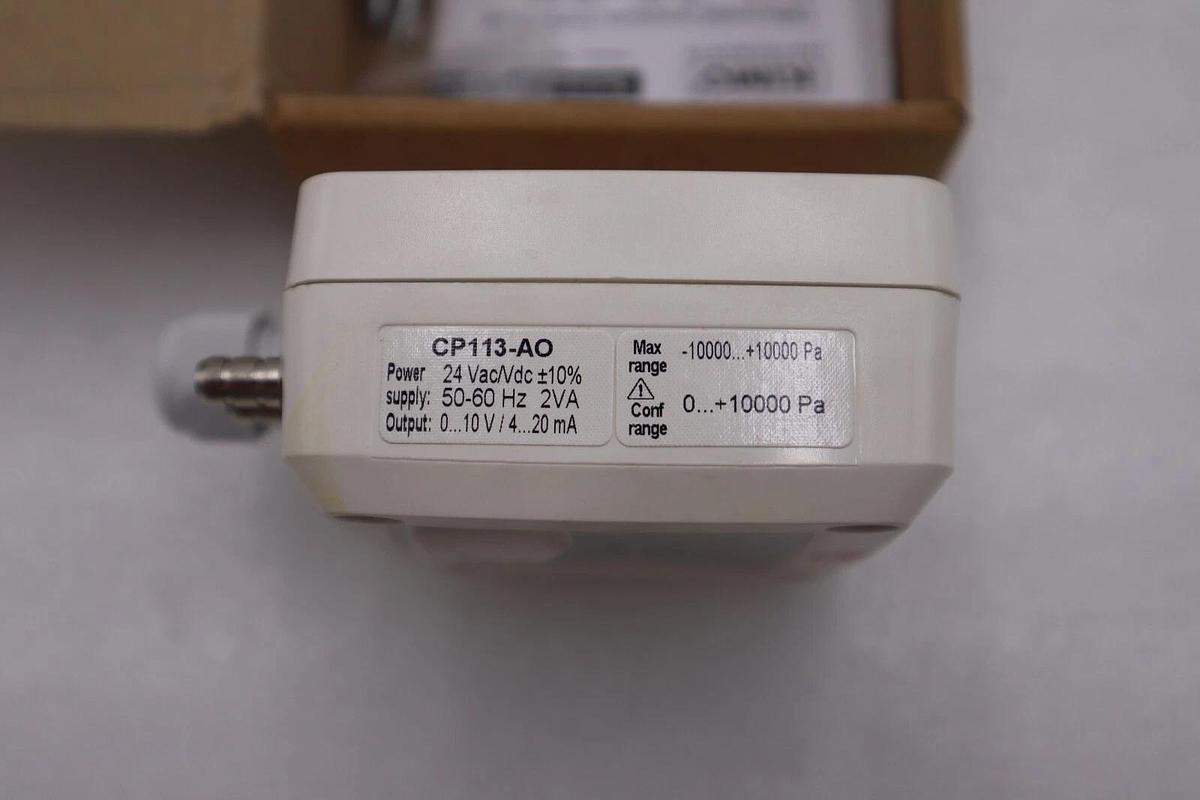 CP113-AO
Power supply: 24 Vac/Vdc ±10%
50-60 Hz 2VA
Output: 0...10 V / 4...20 mA
Max range -10000...+10000 Pa
Conf range 0...+10000 Pa